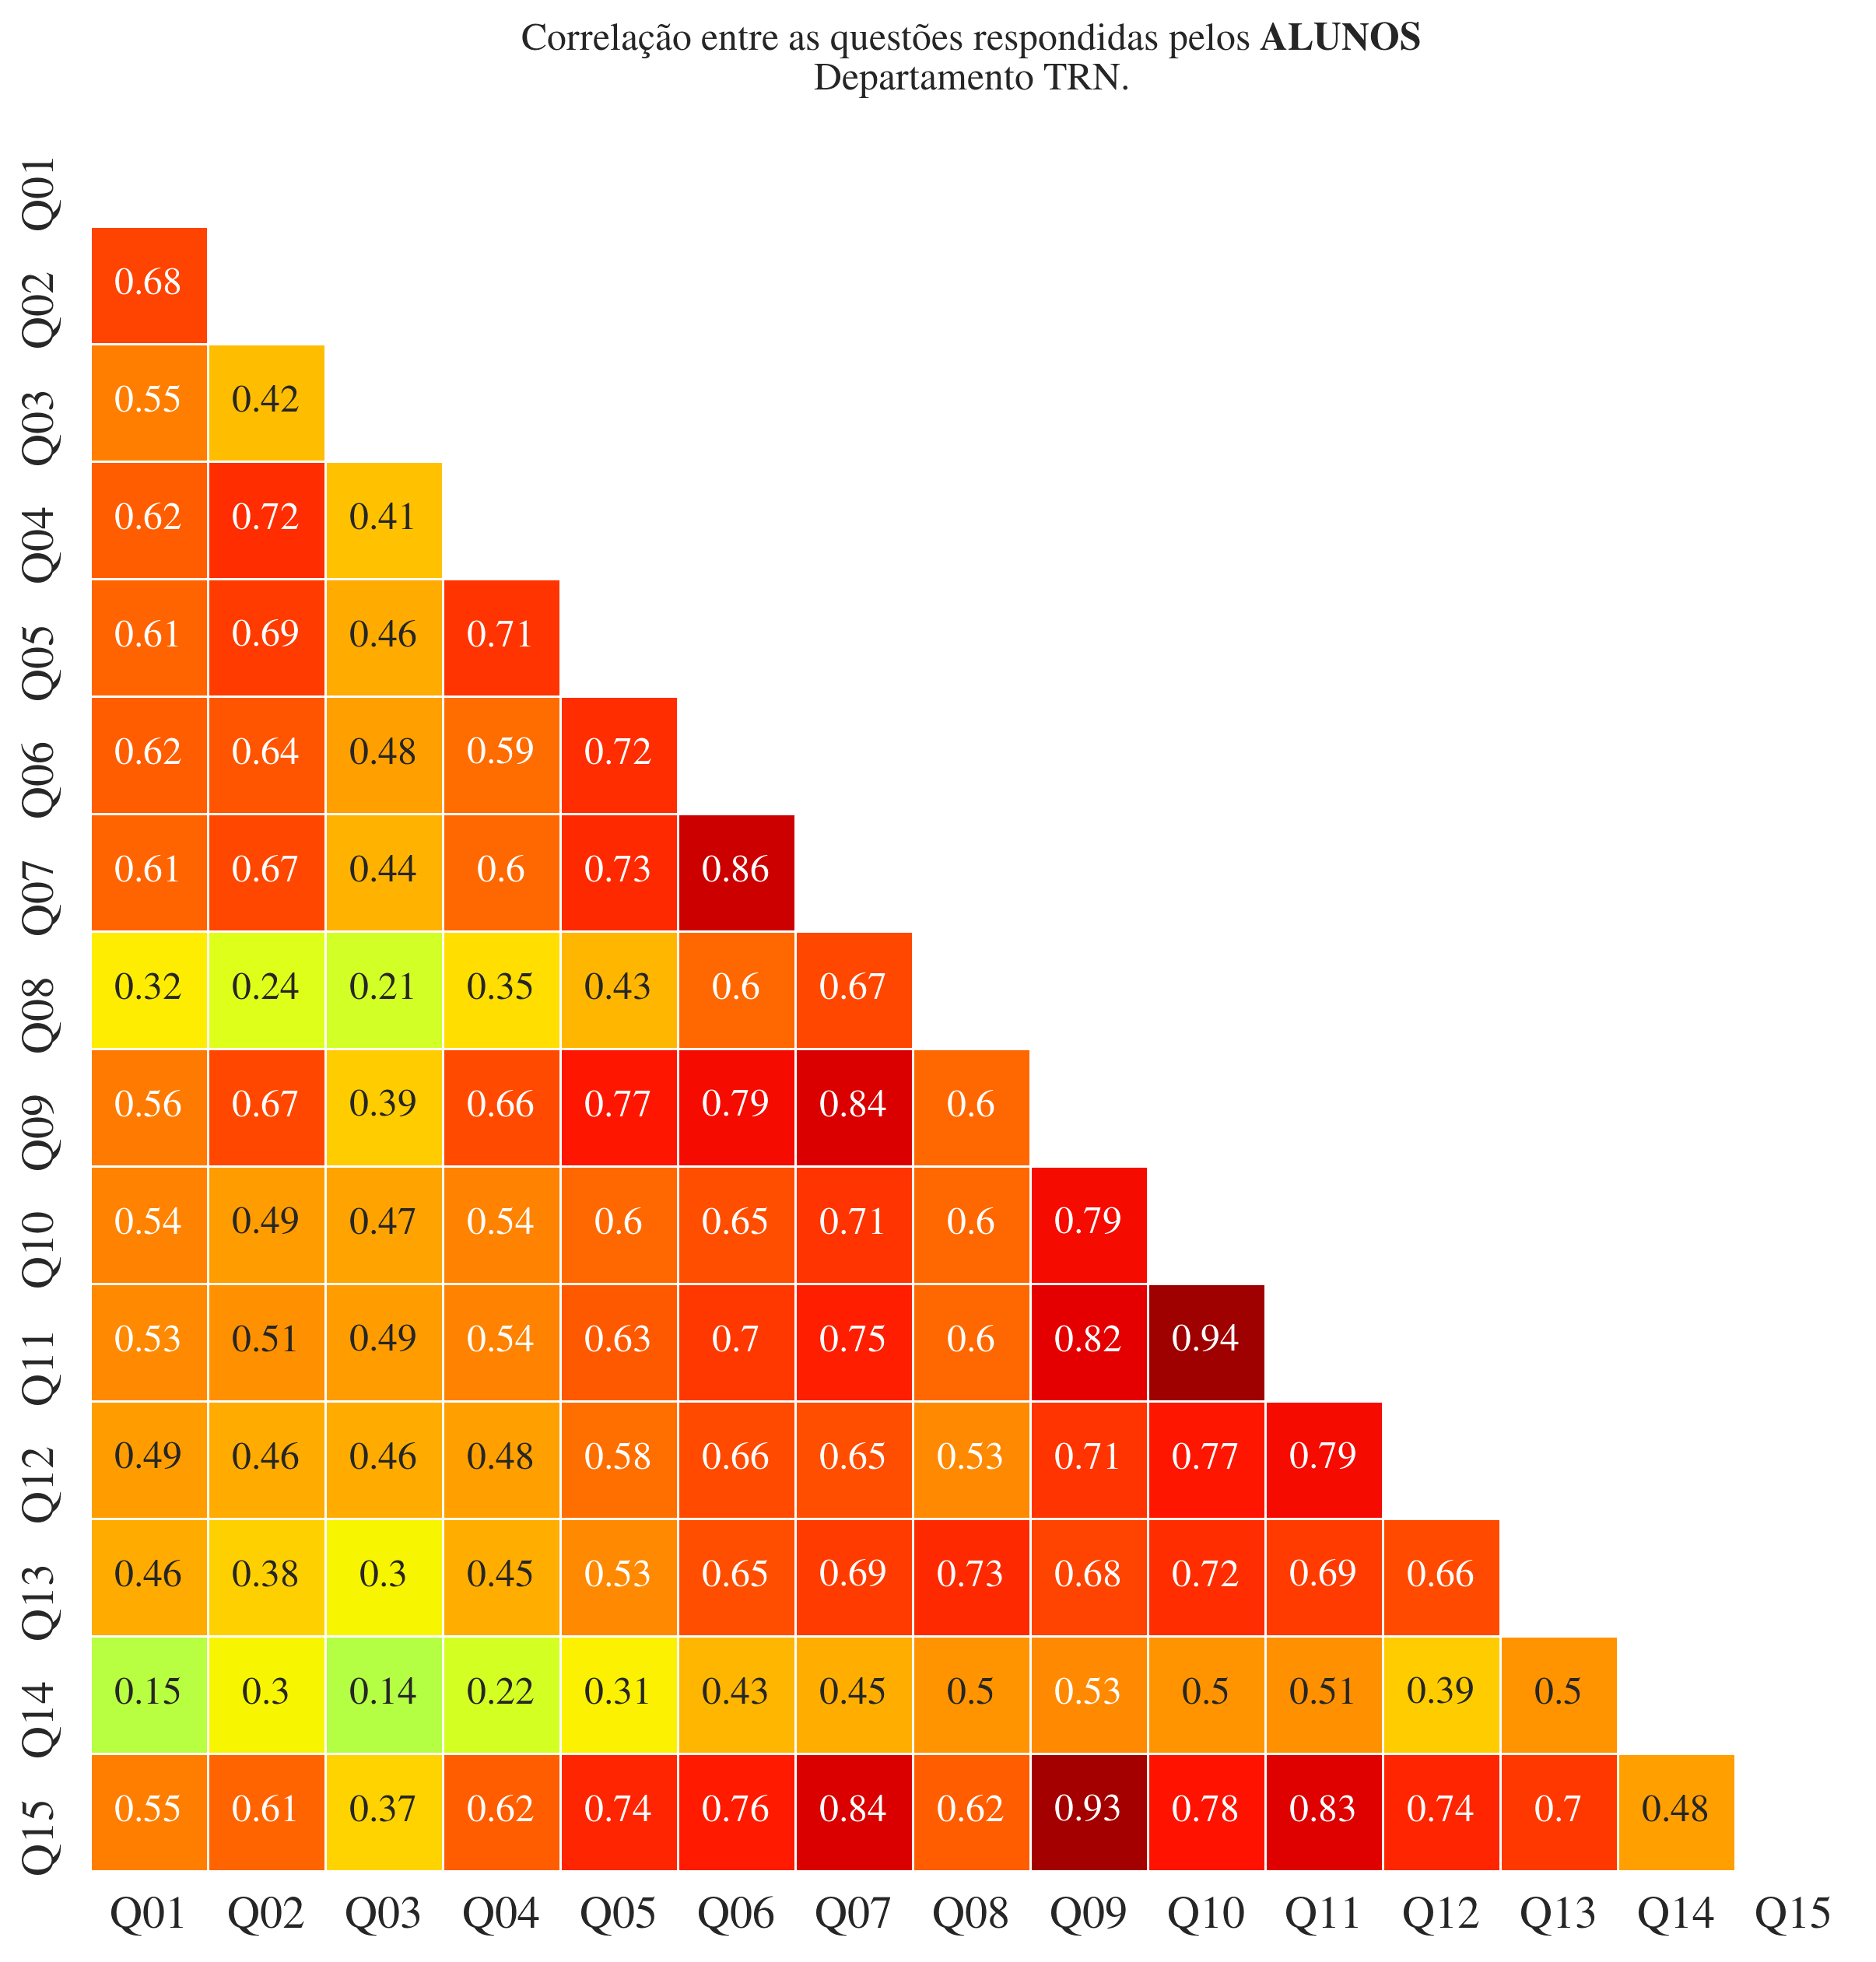 Correlação entre as questões respondidas pelos ALUNOS
Departamento TRN.
Q01
Q02 0.68
Q03 0.55 0.42
Q04 0.62 0.72 0.41
Q05 0.61 0.69 0.46 0.71
Q06 0.62 0.64 0.48 0.59 0.72
Q07 0.61 0.67 0.44 0.6 0.73 0.86
Q08 0.32 0.24 0.21 0.35 0.43 0.6 0.67
Q09 0.56 0.67 0.39 0.66 0.77 0.79 0.84 0.6
Q10 0.54 0.49 0.47 0.54 0.6 0.65 0.71 0.6 0.79
Q11 0.53 0.51 0.49 0.54 0.63 0.7 0.75 0.6 0.82 0.94
Q12 0.49 0.46 0.46 0.48 0.58 0.66 0.65 0.53 0.71 0.77 0.79
Q13 0.46 0.38 0.3 0.45 0.53 0.65 0.69 0.73 0.68 0.72 0.69 0.66
Q14 0.15 0.3 0.14 0.22 0.31 0.43 0.45 0.5 0.53 0.5 0.51 0.39 0.5
Q15 0.55 0.61 0.37 0.62 0.74 0.76 0.84 0.62 0.93 0.78 0.83 0.74 0.7 0.48
Q01 Q02 Q03 Q04 Q05 Q06 Q07 Q08 Q09 Q10 Q11 Q12 Q13 Q14 Q15